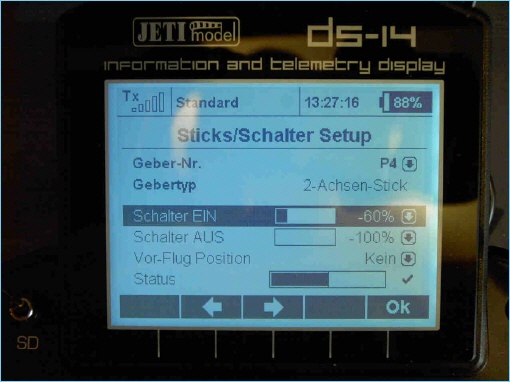 JETI model
ds-14
information and telemetry display
Tx Standard 13:27:16 88%
Sticks/Schalter Setup
Geber-Nr. P4
Gebertyp 2-Achsen-Stick
Schalter EIN -60%
Schalter AUS -100%
Vor-Flug Position Kein
Status
Ok
SD